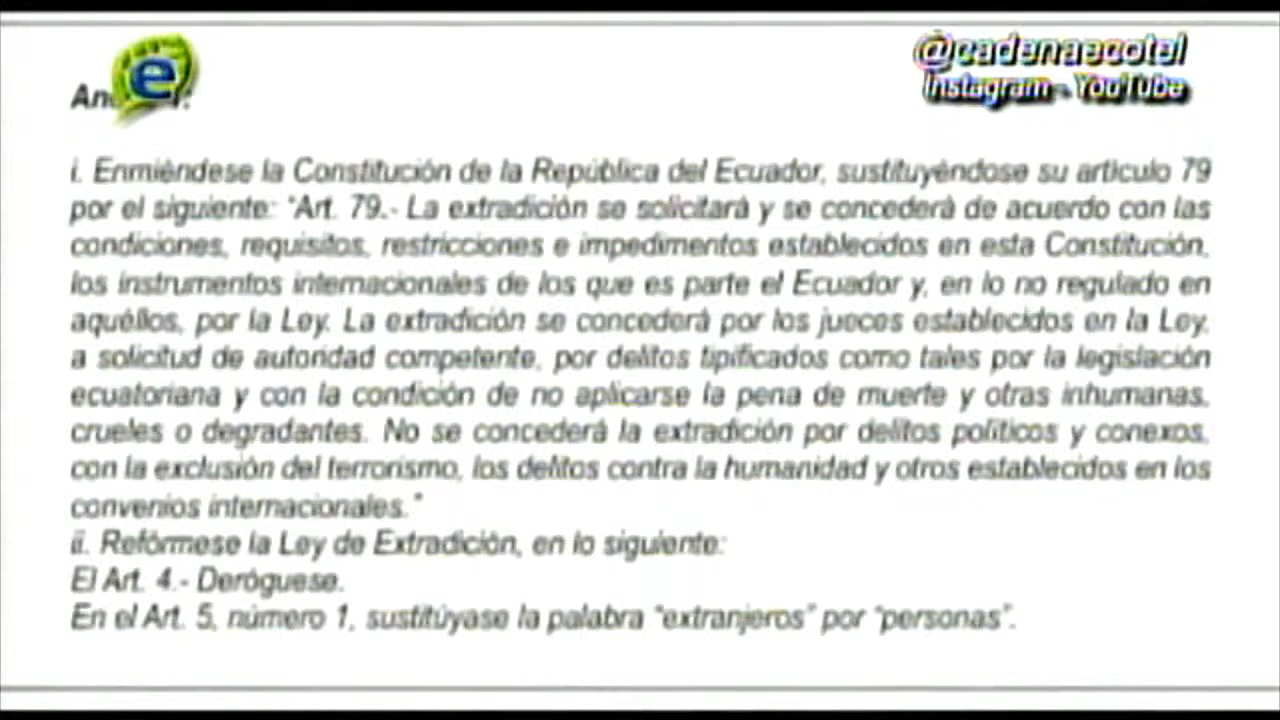 @cadenaecotel
Instagram - YouTube
e
i. Enmiéndese la Constitución de la República del Ecuador, sustituyéndose su artículo 79
por el siguiente: "Art. 79.- La extradición se solicitará y se concederá de acuerdo con las
condiciones, requisitos, restricciones e impedimentos establecidos en esta Constitución,
los instrumentos internacionales de los que es parte el Ecuador y, en lo no regulado en
aquéllos, por la Ley. La extradición se concederá por los jueces establecidos en la Ley,
a solicitud de autoridad competente, por delitos tipificados como tales por la legislación
ecuatoriana y con la condición de no aplicarse la pena de muerte y otras inhumanas,
crueles o degradantes. No se concederá la extradición por delitos políticos y conexos,
con la exclusión del terrorismo, los delitos contra la humanidad y otros establecidos en los
convenios internacionales."
ii. Refórmese la Ley de Extradición, en lo siguiente:
El Art. 4.- Deróguese.
En el Art. 5, número 1, sustitúyase la palabra "extranjeros" por "personas".